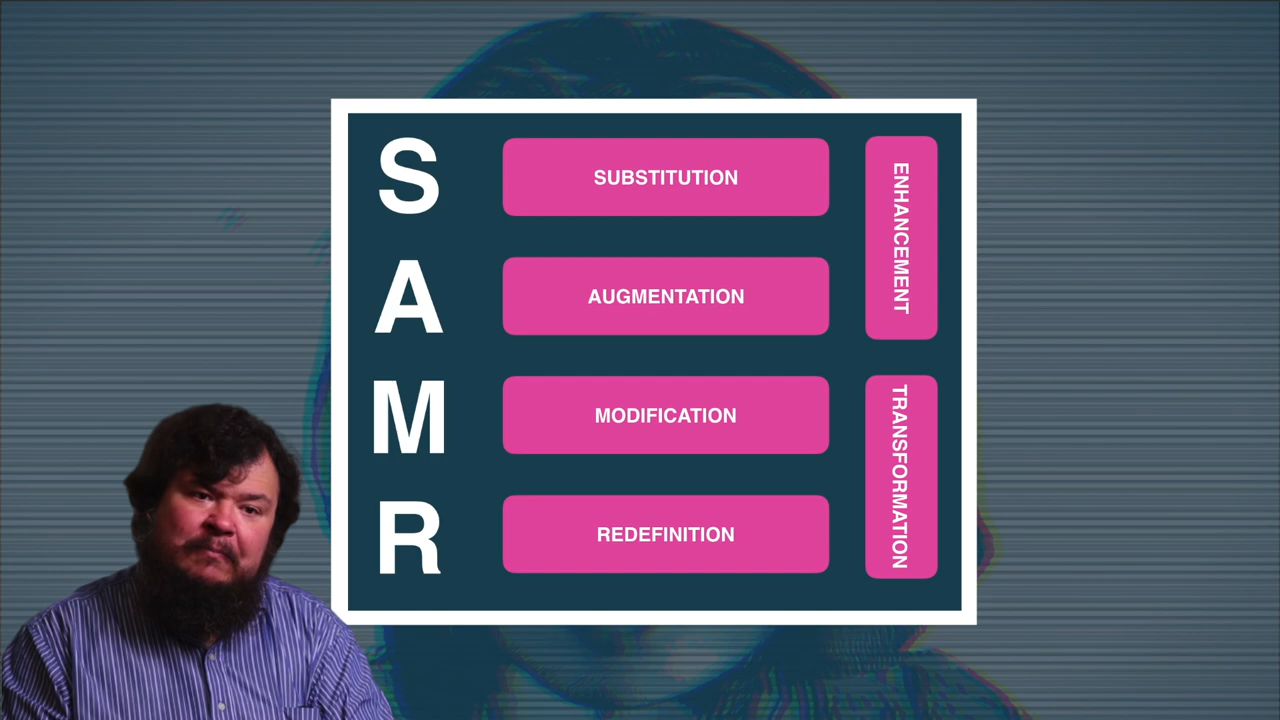 S
SUBSTITUTION
A
AUGMENTATION
ENHANCEMENT
M
MODIFICATION
R
REDEFINITION
TRANSFORMATION